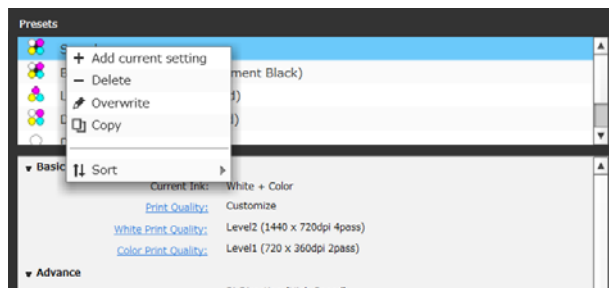 Presets
+ Add current setting
− Delete
ment Black)
Overwrite
Copy
Sort
Current Ink: White + Color
Print Quality: Customize
White Print Quality: Level2 (1440 x 720dpi 4pass)
Color Print Quality: Level1 (720 x 360dpi 2pass)
Advance